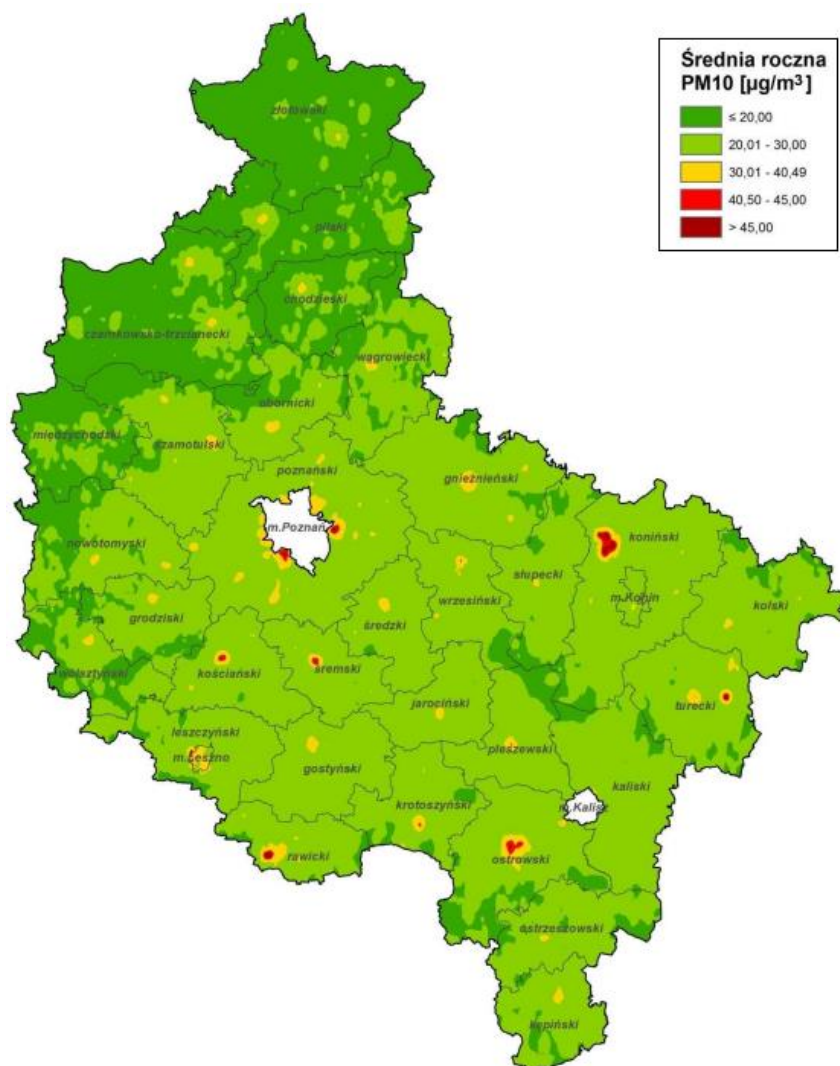 Średnia roczna
PM10 [µg/m³]
≤ 20,00
20,01 - 30,00
30,01 - 40,49
40,50 - 45,00
> 45,00
złotowski
pilski
chodzieski
czarnkowsko-trzcianecki
wągrowiecki
obornicki
międzychodzki
szamotulski
poznański
gnieźnieński
m.Poznań
koniński
nowotomyski
słupecki
m.Konin
wrzesiński
kolski
grodziski
średzki
wolsztyński
kościański
śremski
jarociński
turecki
leszczyński
m.Leszno
gostyński
pleszewski
kaliski
krotoszyński
m.Kalisz
rawicki
ostrowski
ostrzeszowski
kępiński